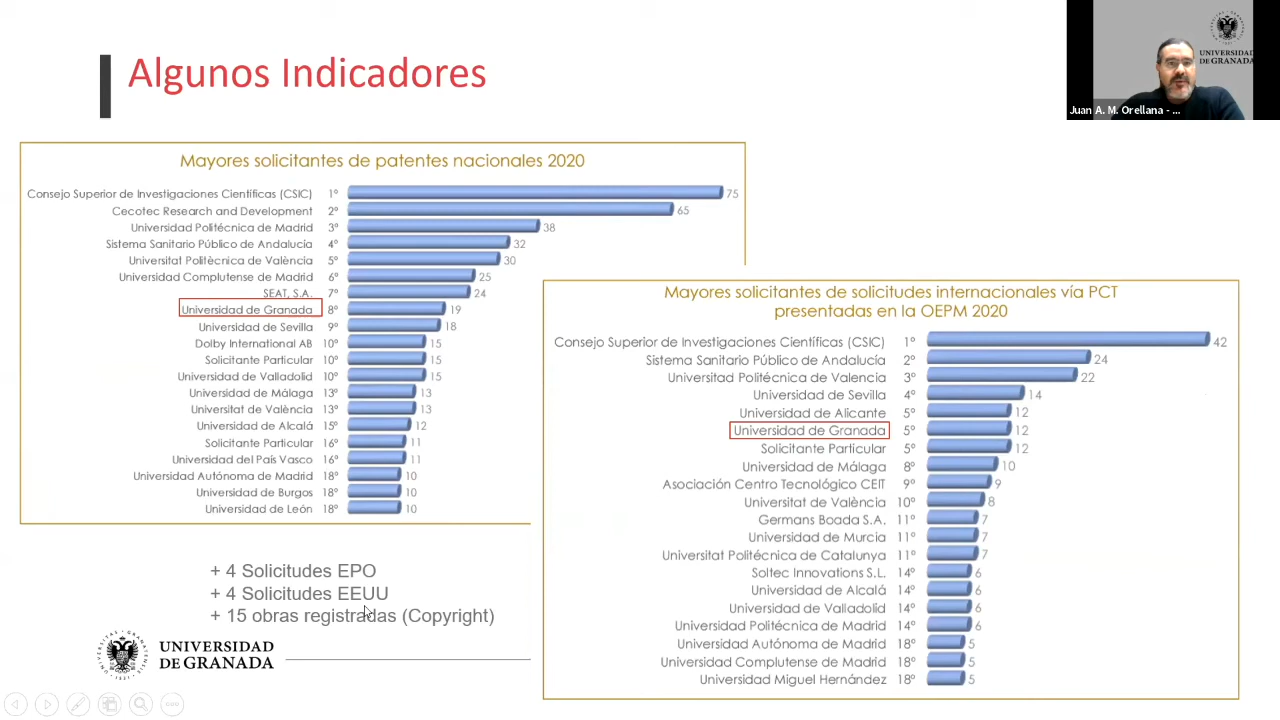 Algunos Indicadores
UNIVERSIDAD
DE GRANADA
Juan A. M. Orellana - ...
Mayores solicitantes de patentes nacionales 2020
Consejo Superior de Investigaciones Científicas (CSIC) 1º 75
Cecotec Research and Development 2º 65
Universidad Politécnica de Madrid 3º 38
Sistema Sanitario Público de Andalucía 4º 32
Universitat Politècnica de València 5º 30
Universidad Complutense de Madrid 6º 25
SEAT, S.A. 7º 24
Universidad de Granada 8º 19
Universidad de Sevilla 9º 18
Dolby International AB 10º 15
Solicitante Particular 10º 15
Universidad de Valladolid 10º 15
Universidad de Málaga 13º 13
Universitat de València 13º 13
Universidad de Alcalá 15º 12
Solicitante Particular 16º 11
Universidad del País Vasco 16º 11
Universidad Autónoma de Madrid 18º 10
Universidad de Burgos 18º 10
Universidad de León 18º 10
Mayores solicitantes de solicitudes internacionales vía PCT
presentadas en la OEPM 2020
Consejo Superior de Investigaciones Científicas (CSIC) 1º 42
Sistema Sanitario Público de Andalucía 2º 24
Universitad Politécnica de Valencia 3º 22
Universidad de Sevilla 4º 14
Universidad de Alicante 5º 12
Universidad de Granada 5º 12
Solicitante Particular 5º 12
Universidad de Málaga 8º 10
Asociación Centro Tecnológico CEIT 9º 9
Universitat de València 10º 8
Germans Boada S.A. 11º 7
Universidad de Murcia 11º 7
Universitat Politécnica de Catalunya 11º 7
Soltec Innovations S.L. 14º 6
Universidad de Alcalá 14º 6
Universidad de Valladolid 14º 6
Universidad Politécnica de Madrid 14º 6
Universidad Autónoma de Madrid 18º 5
Universidad Complutense de Madrid 18º 5
Universidad Miguel Hernández 18º 5
+ 4 Solicitudes EPO
+ 4 Solicitudes EEUU
+ 15 obras registradas (Copyright)
UNIVERSIDAD
DE GRANADA